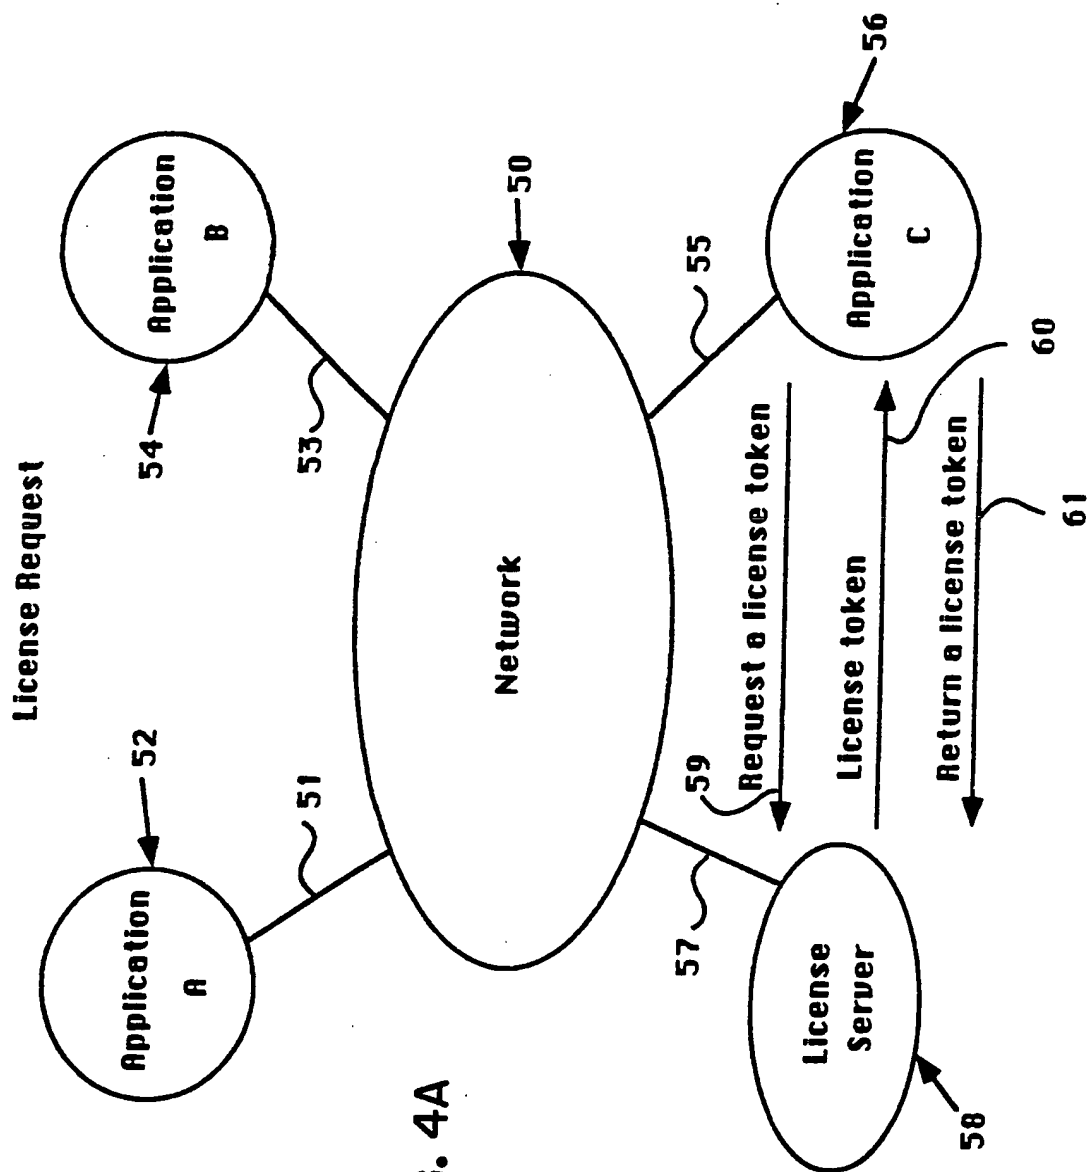 License Request
Application
A
52
54
Application
B
51
53
4A
Network
50
57
59
55
Request a license token
License
Server
License token
Application
C
56
Return a license token
58
60
61